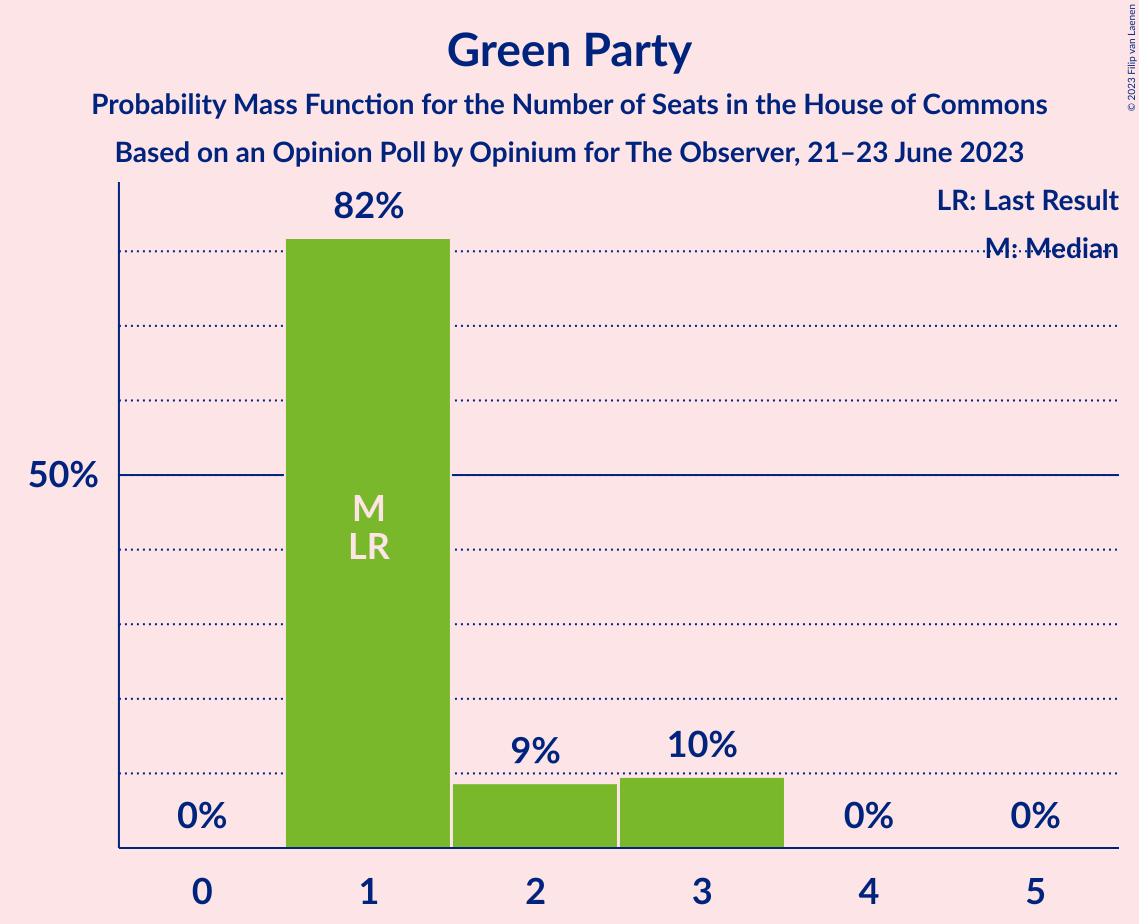 Green Party
Probability Mass Function for the Number of Seats in the House of Commons
Based on an Opinion Poll by Opinium for The Observer, 21–23 June 2023
© 2023 Filip van Laenen
LR: Last Result
M: Median
82%
50%
M
LR
0%
9%
10%
0%
0%
0
1
2
3
4
5